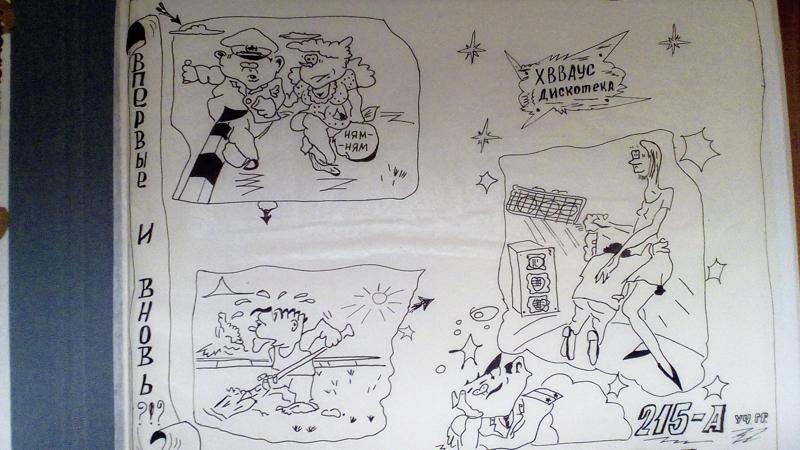 Впервые и вновь?!?
ням-
-ням
ХВВАУС
дискотека
215-А уч. гр.